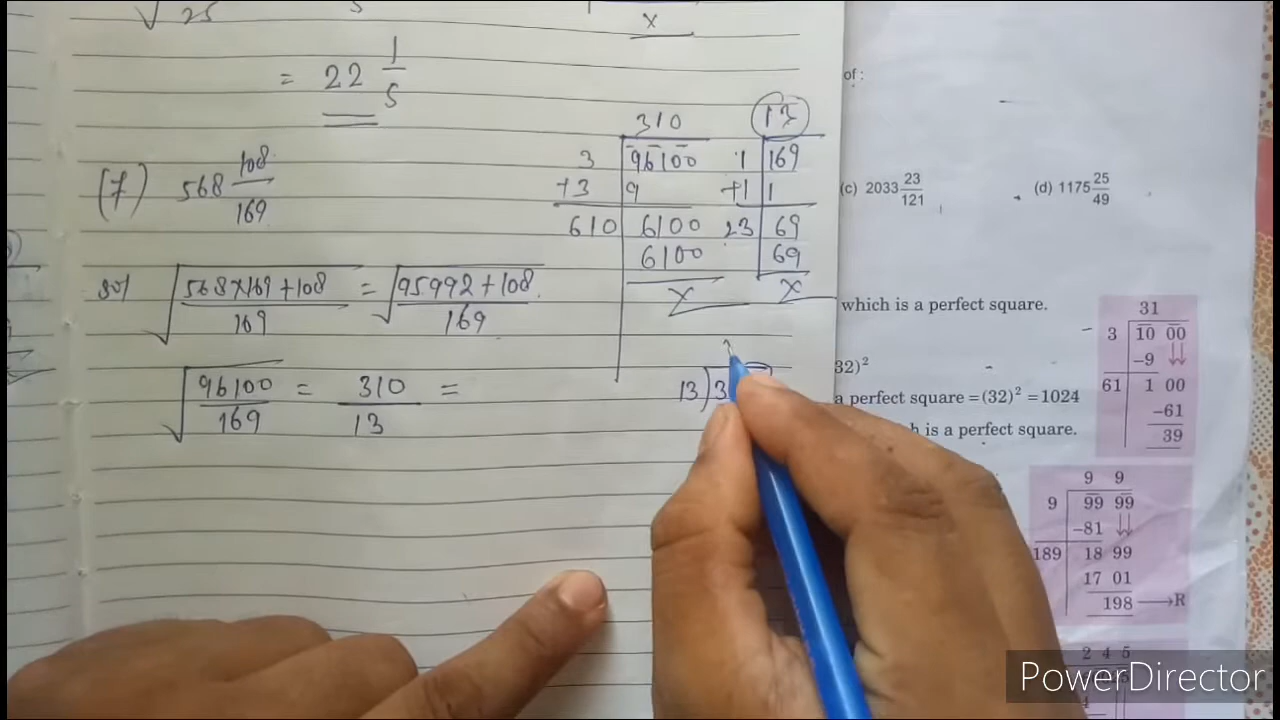 √ 25 5
x
= 22 1/5
(7) 568 108/169
sol √(568×169+108)/169 = √(95992+108)/169
√96100/169 = 310/13 =
310
3 96100
+3 9
610 6100
6100
x
13
1 169
+1 1
23 69
69
x
13)3
of :
(c) 2033 23/121 (d) 1175 25/49
which is a perfect square.
32)²
a perfect square = (32)² = 1024
is a perfect square.
31
3 10 00
−9
61 1 00
−61
39
9 9
9 99 99
−81
189 18 99
17 01
198 → R
2 4 5
PowerDirector